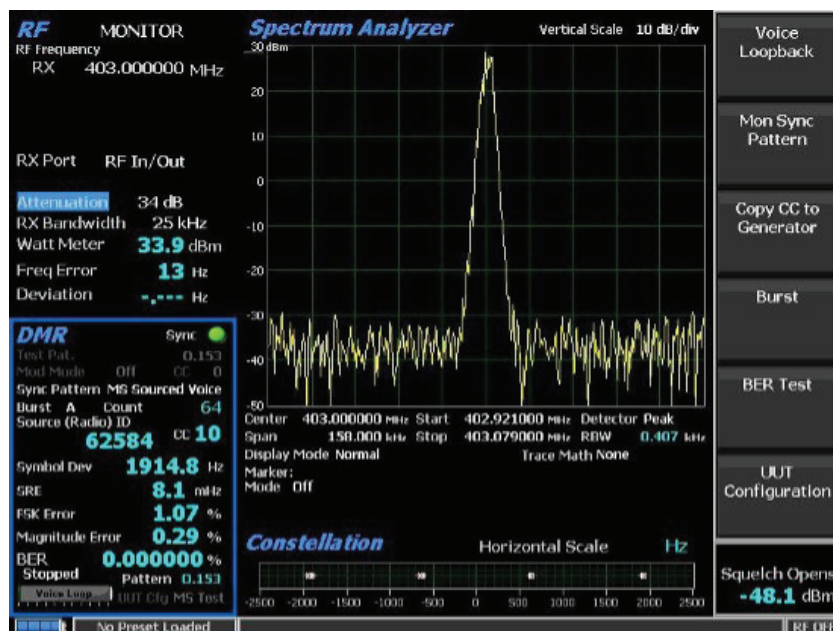 RF MONITOR
RF Frequency
RX 403.000000 MHz
RX Port RF In/Out
Attenuation 34 dB
RX Bandwidth 25 kHz
Watt Meter 33.9 dBm
Freq Error 13 Hz
Deviation -.--- Hz
DMR Sync
Test Pat. 0.153
Mod Mode Off CC 0
Sync Pattern MS Sourced Voice
Burst A Count 64
Source (Radio) ID
62584 CC 10
Symbol Dev 1914.8 Hz
SRE 8.1 mHz
FSK Error 1.07 %
Magnitude Error 0.29 %
BER 0.000000 %
Stopped Pattern 0.153
Voice Loop UUT Cfg MS Test
No Preset Loaded
Spectrum Analyzer Vertical Scale 10 dB/div
30 dBm
20
10
0
-10
-20
-30
-40
-50
Center 403.000000 MHz Start 402.921000 MHz Detector Peak
Span 158.000 kHz Stop 403.079000 MHz RBW 0.407 kHz
Display Mode Normal Trace Math None
Marker:
Mode Off
Constellation Horizontal Scale Hz
-2500 -2000 -1500 -1000 -500 0 500 1000 1500 2000 2500
Voice
Loopback
Mon Sync
Pattern
Copy CC to
Generator
Burst
BER Test
UUT
Configuration
Squelch Opens
-48.1 dBm
RF OFF